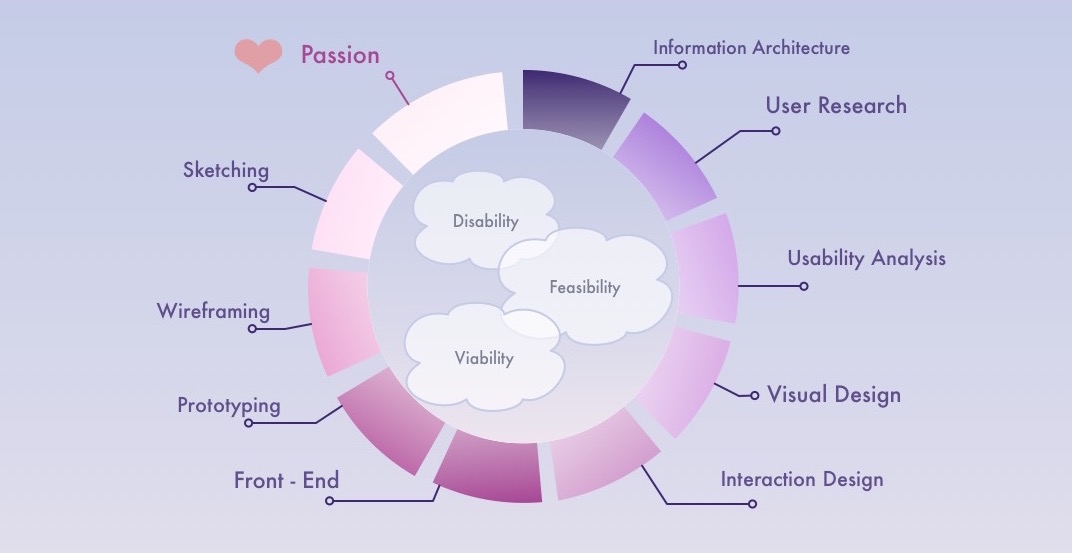 Passion
Information Architecture
User Research
Sketching
Disability
Usability Analysis
Feasibility
Wireframing
Viability
Visual Design
Prototyping
Front - End
Interaction Design